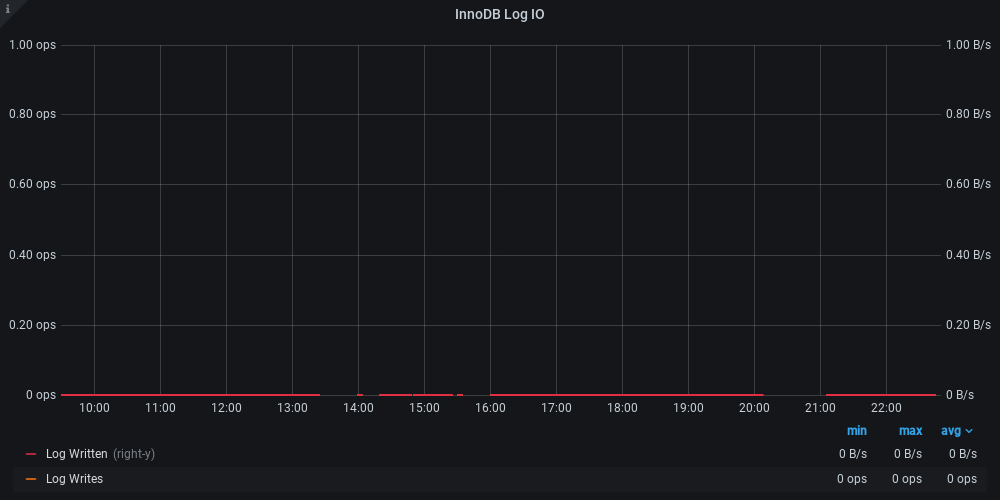 i
InnoDB Log IO
1.00 ops 1.00 B/s
0.80 ops 0.80 B/s
0.60 ops 0.60 B/s
0.40 ops 0.40 B/s
0.20 ops 0.20 B/s
0 ops 0 B/s
10:00 11:00 12:00 13:00 14:00 15:00 16:00 17:00 18:00 19:00 20:00 21:00 22:00
min max avg
Log Written (right-y) 0 B/s 0 B/s 0 B/s
Log Writes 0 ops 0 ops 0 ops